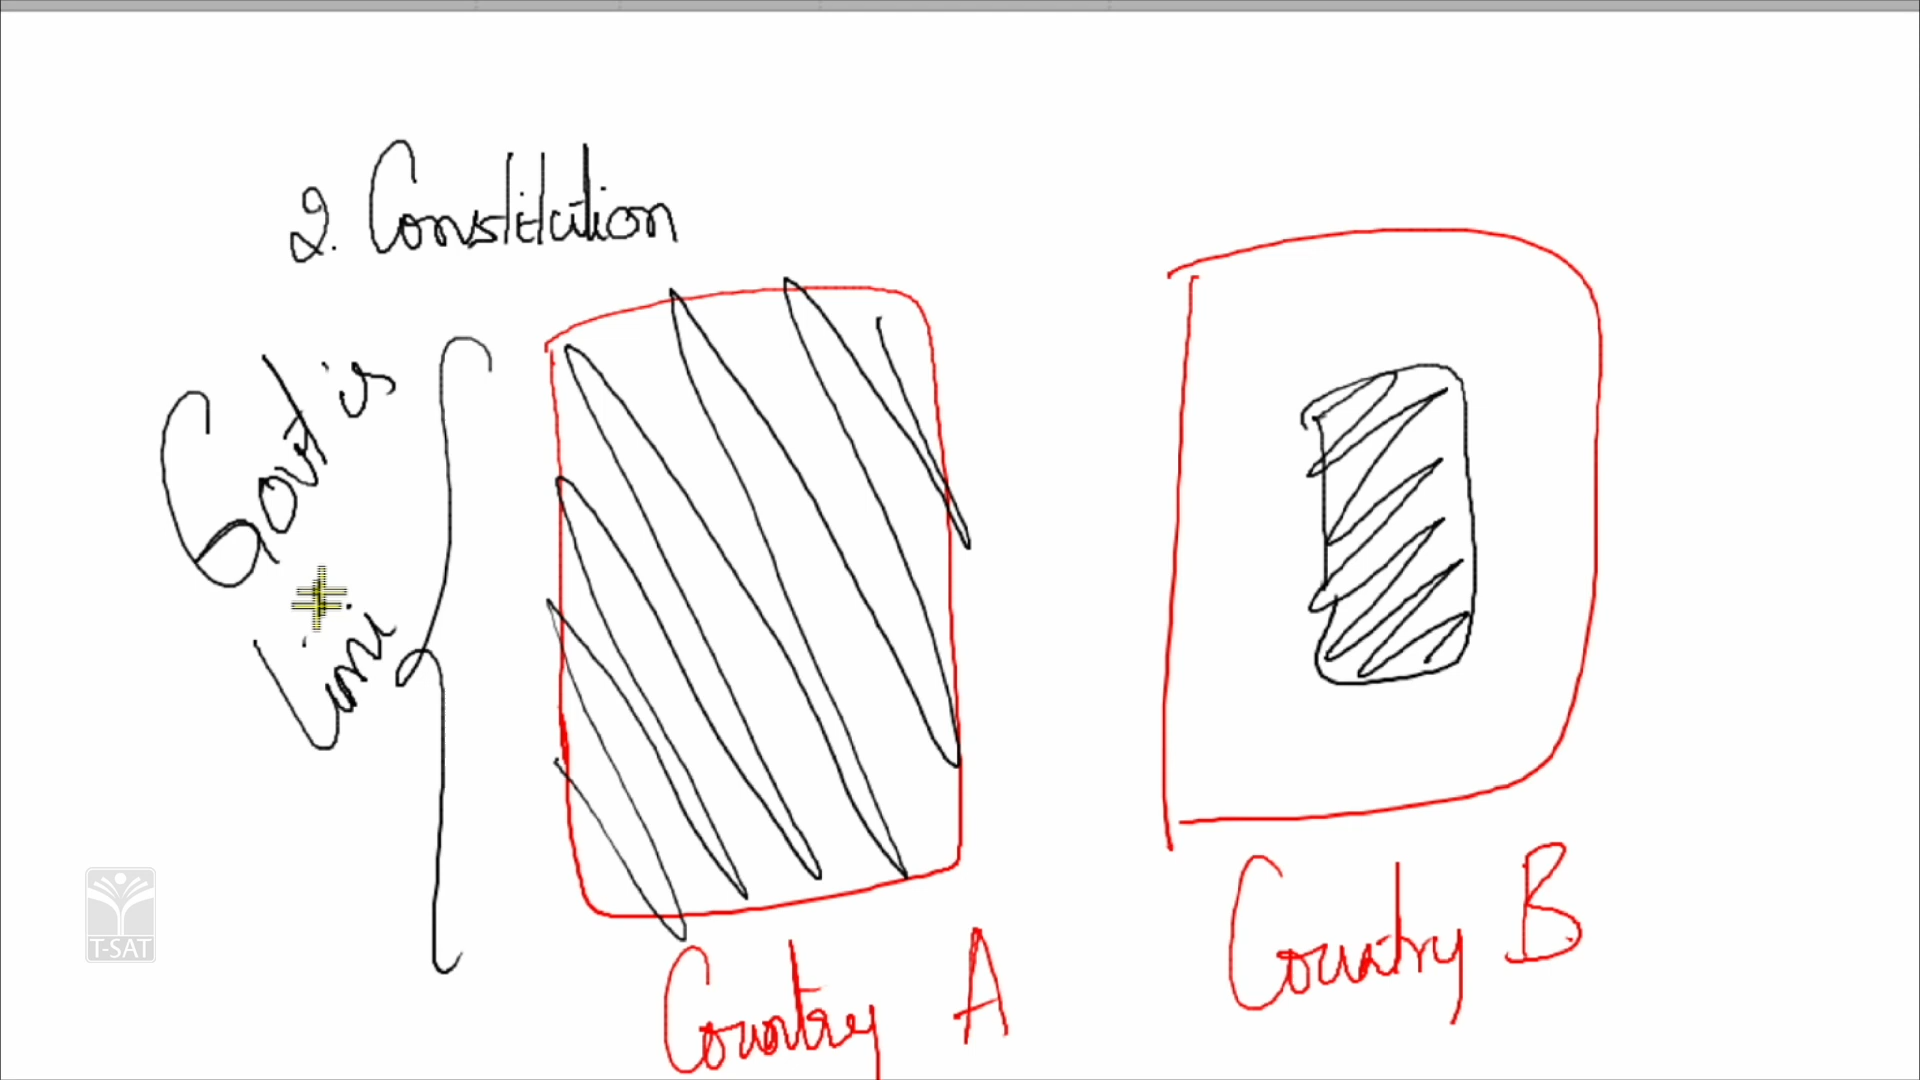 2. Constitution
Govt is
Limi
Country A
Country B
T-SAT